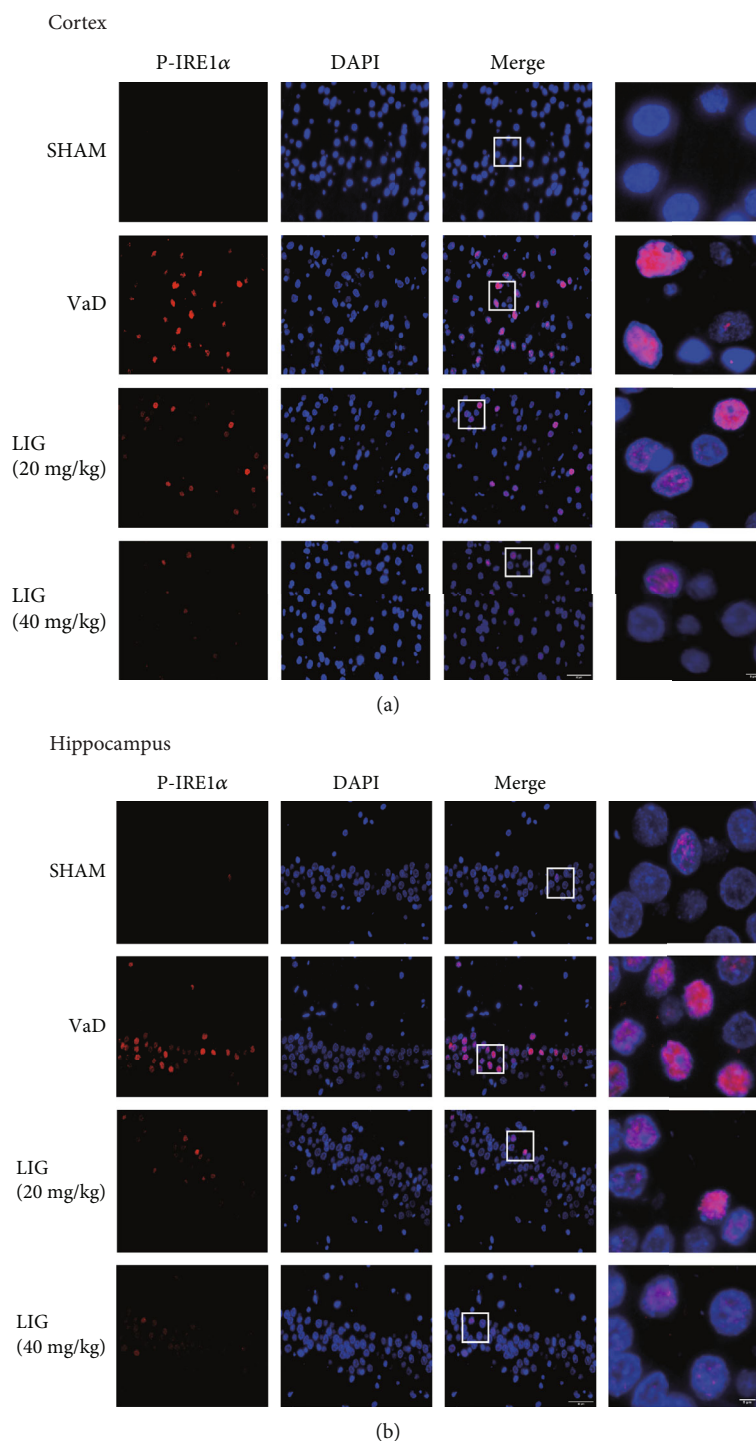 Cortex
P-IRE1α DAPI Merge
SHAM
VaD
LIG
(20 mg/kg)
LIG
(40 mg/kg)
(a)
Hippocampus
P-IRE1α DAPI Merge
SHAM
VaD
LIG
(20 mg/kg)
LIG
(40 mg/kg)
(b)